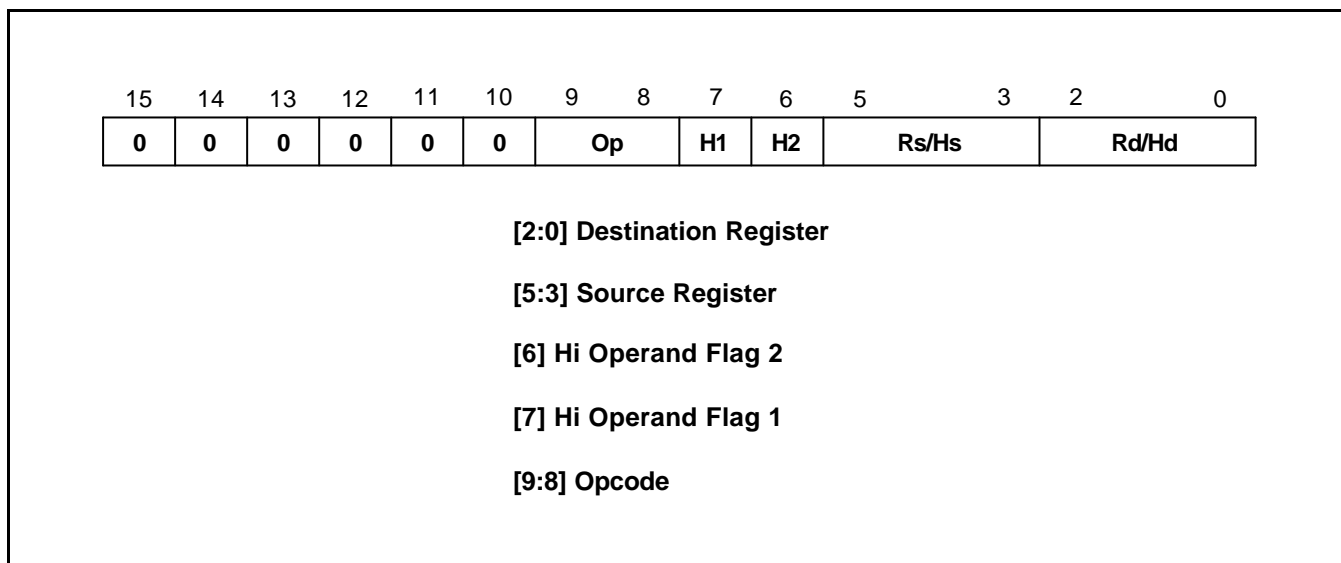 15 14 13 12 11 10 9 8 7 6 5 3 2 0
0 0 0 0 0 0 Op H1 H2 Rs/Hs Rd/Hd
[2:0] Destination Register
[5:3] Source Register
[6] Hi Operand Flag 2
[7] Hi Operand Flag 1
[9:8] Opcode